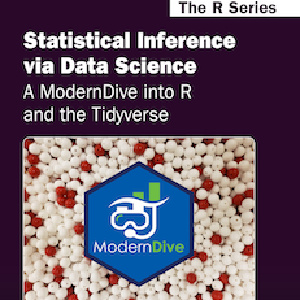 The R Series
Statistical Inference
via Data Science
A ModernDive into R
and the Tidyverse
ModernDive